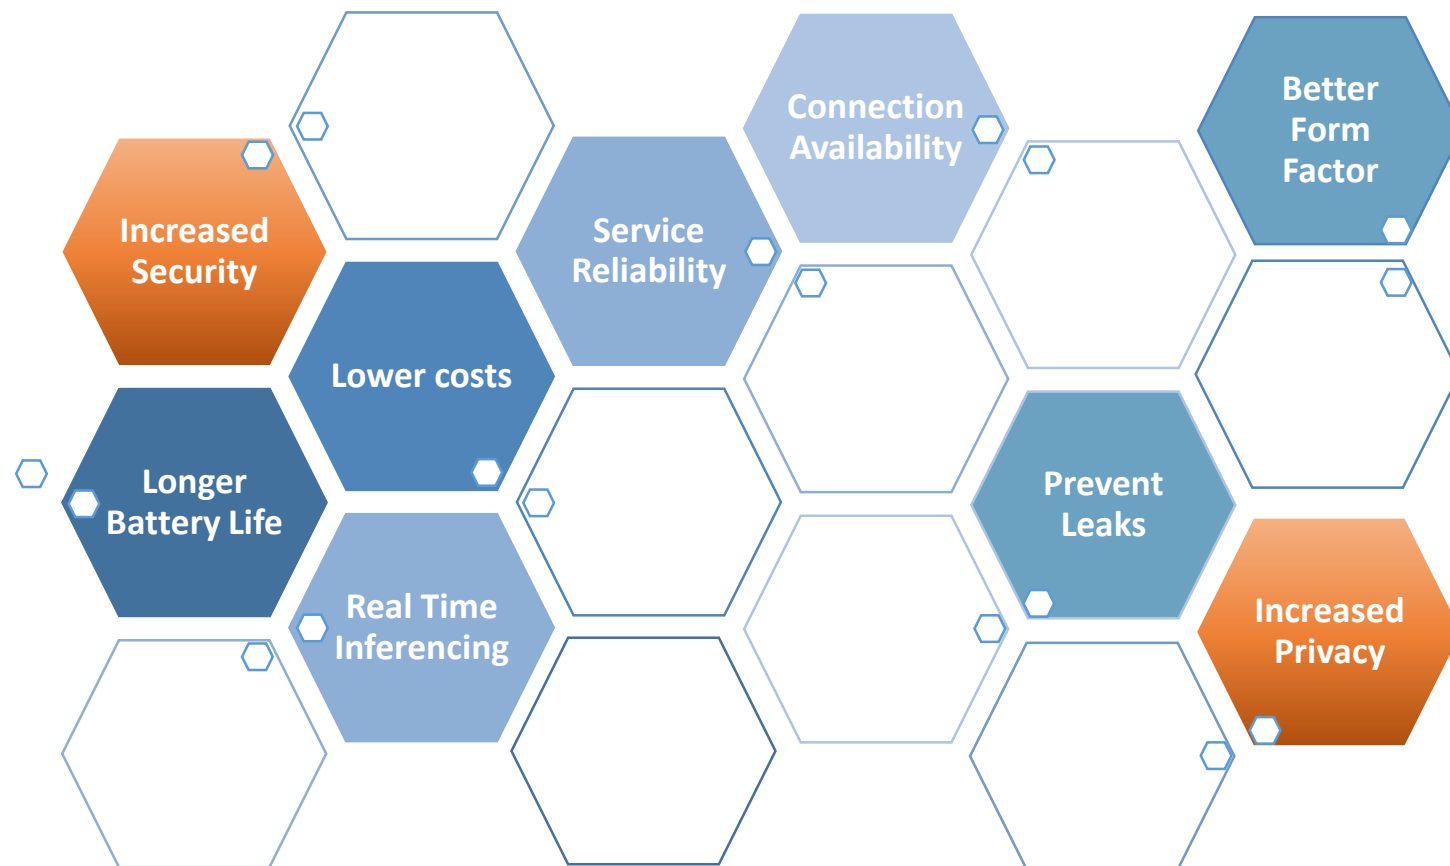 Increased
Security
Lower costs
Longer
Battery Life
Real Time
Inferencing
Service
Reliability
Connection
Availability
Better
Form
Factor
Prevent
Leaks
Increased
Privacy